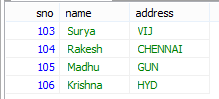 sno name address
103 Surya VIJ
104 Rakesh CHENNAI
105 Madhu GUN
106 Krishna HYD